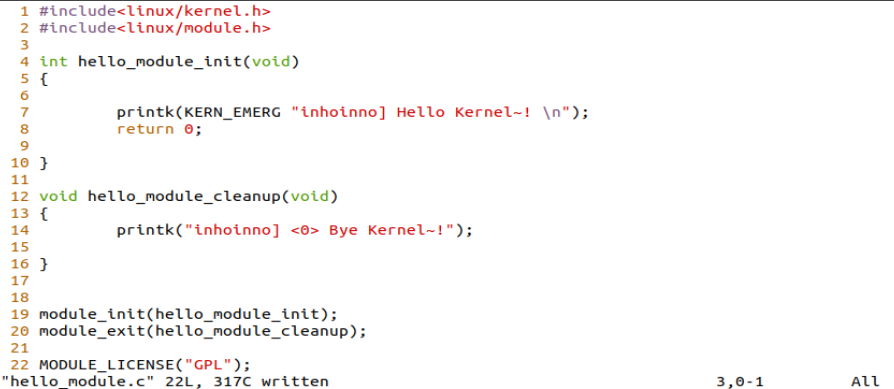 1 #include<linux/kernel.h>
2 #include<linux/module.h>
3
4 int hello_module_init(void)
5 {
6
7         printk(KERN_EMERG "inhoinno] Hello Kernel~! \n");
8         return 0;
9
10 }
11
12 void hello_module_cleanup(void)
13 {
14         printk("inhoinno] <0> Bye Kernel~!");
15
16 }
17
18
19 module_init(hello_module_init);
20 module_exit(hello_module_cleanup);
21
22 MODULE_LICENSE("GPL");
"hello_module.c" 22L, 317C written 3,0-1 All